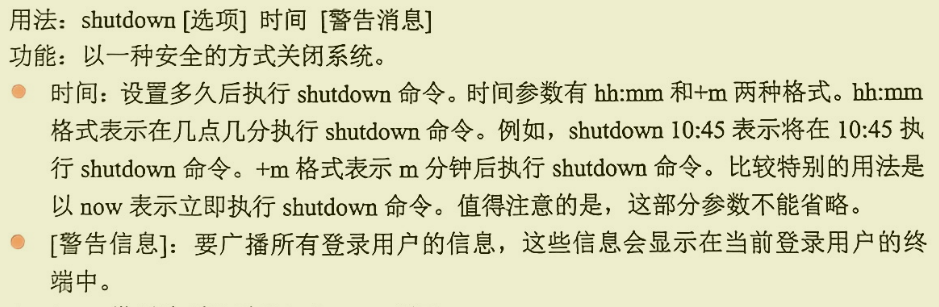 用法：shutdown [选项] 时间 [警告消息]
功能：以一种安全的方式关闭系统。
时间：设置多久后执行 shutdown 命令。时间参数有 hh:mm 和+m 两种格式。hh:mm
格式表示在几点几分执行 shutdown 命令。例如，shutdown 10:45 表示将在 10:45 执
行 shutdown 命令。+m 格式表示 m 分钟后执行 shutdown 命令。比较特别的用法是
以 now 表示立即执行 shutdown 命令。值得注意的是，这部分参数不能省略。
[警告信息]：要广播所有登录用户的信息，这些信息会显示在当前登录用户的终
端中。